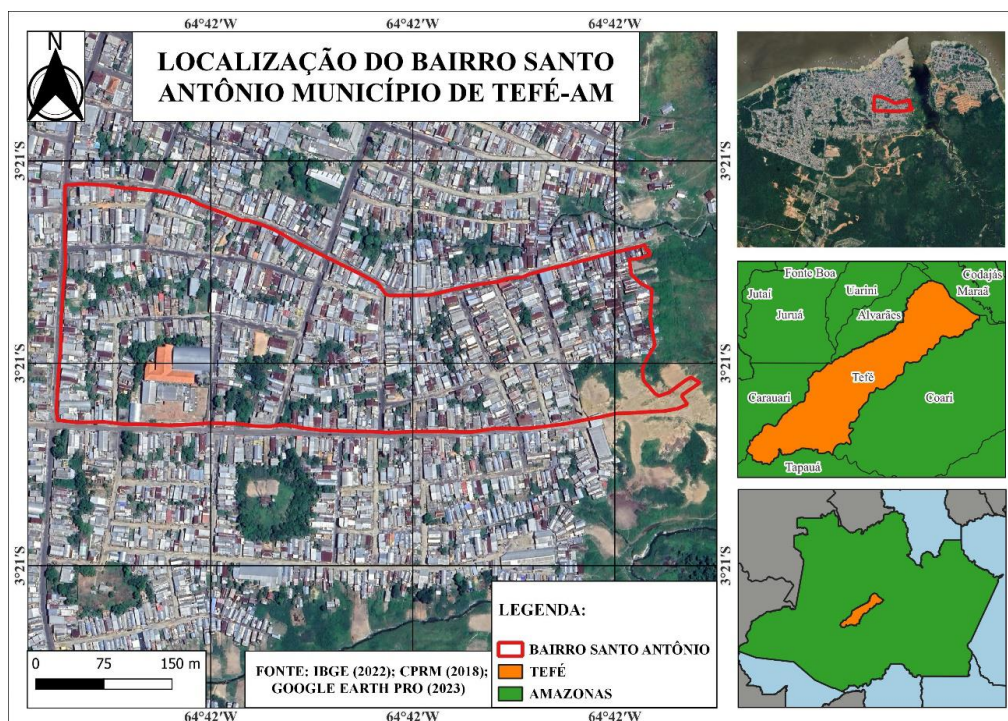 64°42'W 64°42'W 64°42'W
N
LOCALIZAÇÃO DO BAIRRO SANTO
ANTÔNIO MUNICÍPIO DE TEFÉ-AM
3°21'S 3°21'S
3°21'S 3°21'S
3°21'S 3°21'S
Fonte Boa
Codajás
Jutaí
Uarini
Maraã
Juruá
Alvarães
Tefé
Carauari
Coari
Tapauá
LEGENDA:
BAIRRO SANTO ANTÔNIO
TEFÉ
AMAZONAS
0 75 150 m
FONTE: IBGE (2022); CPRM (2018);
GOOGLE EARTH PRO (2023)
64°42'W 64°42'W 64°42'W